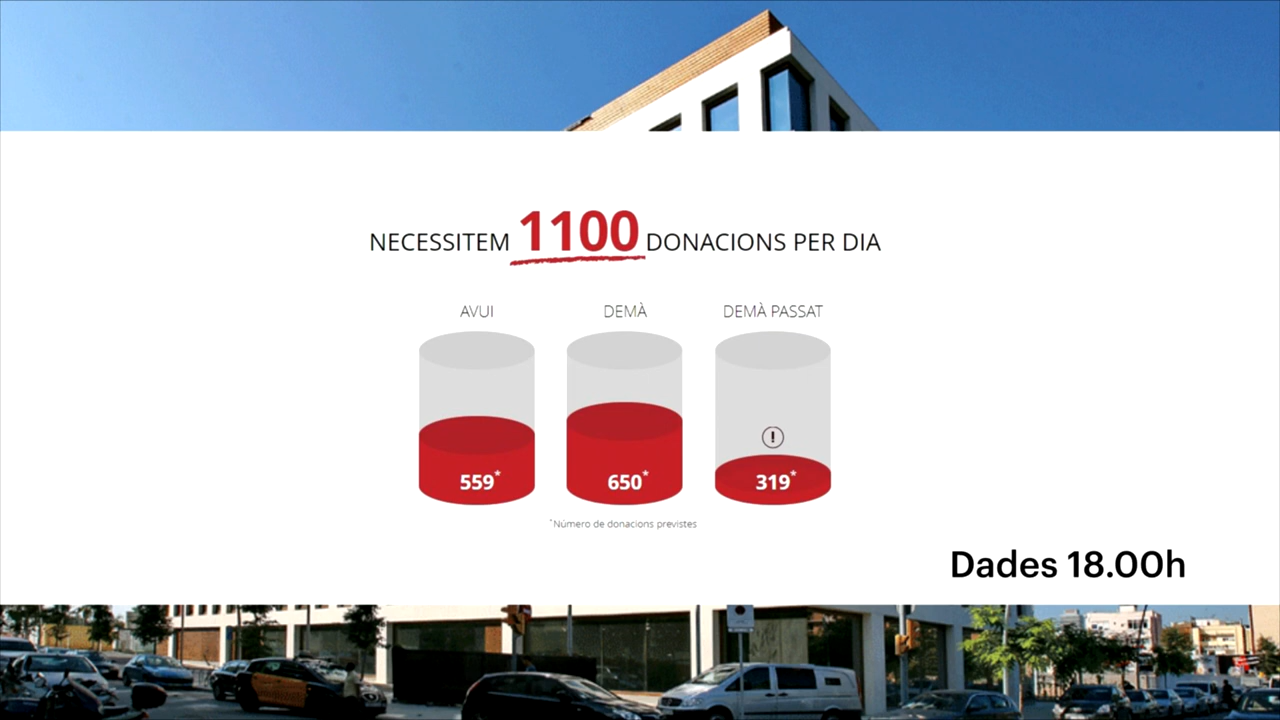 NECESSITEM 1100 DONACIONS PER DIA
AVUI DEMÀ DEMÀ PASSAT
!
559* 650* 319*
*Número de donacions previstes
Dades 18.00h